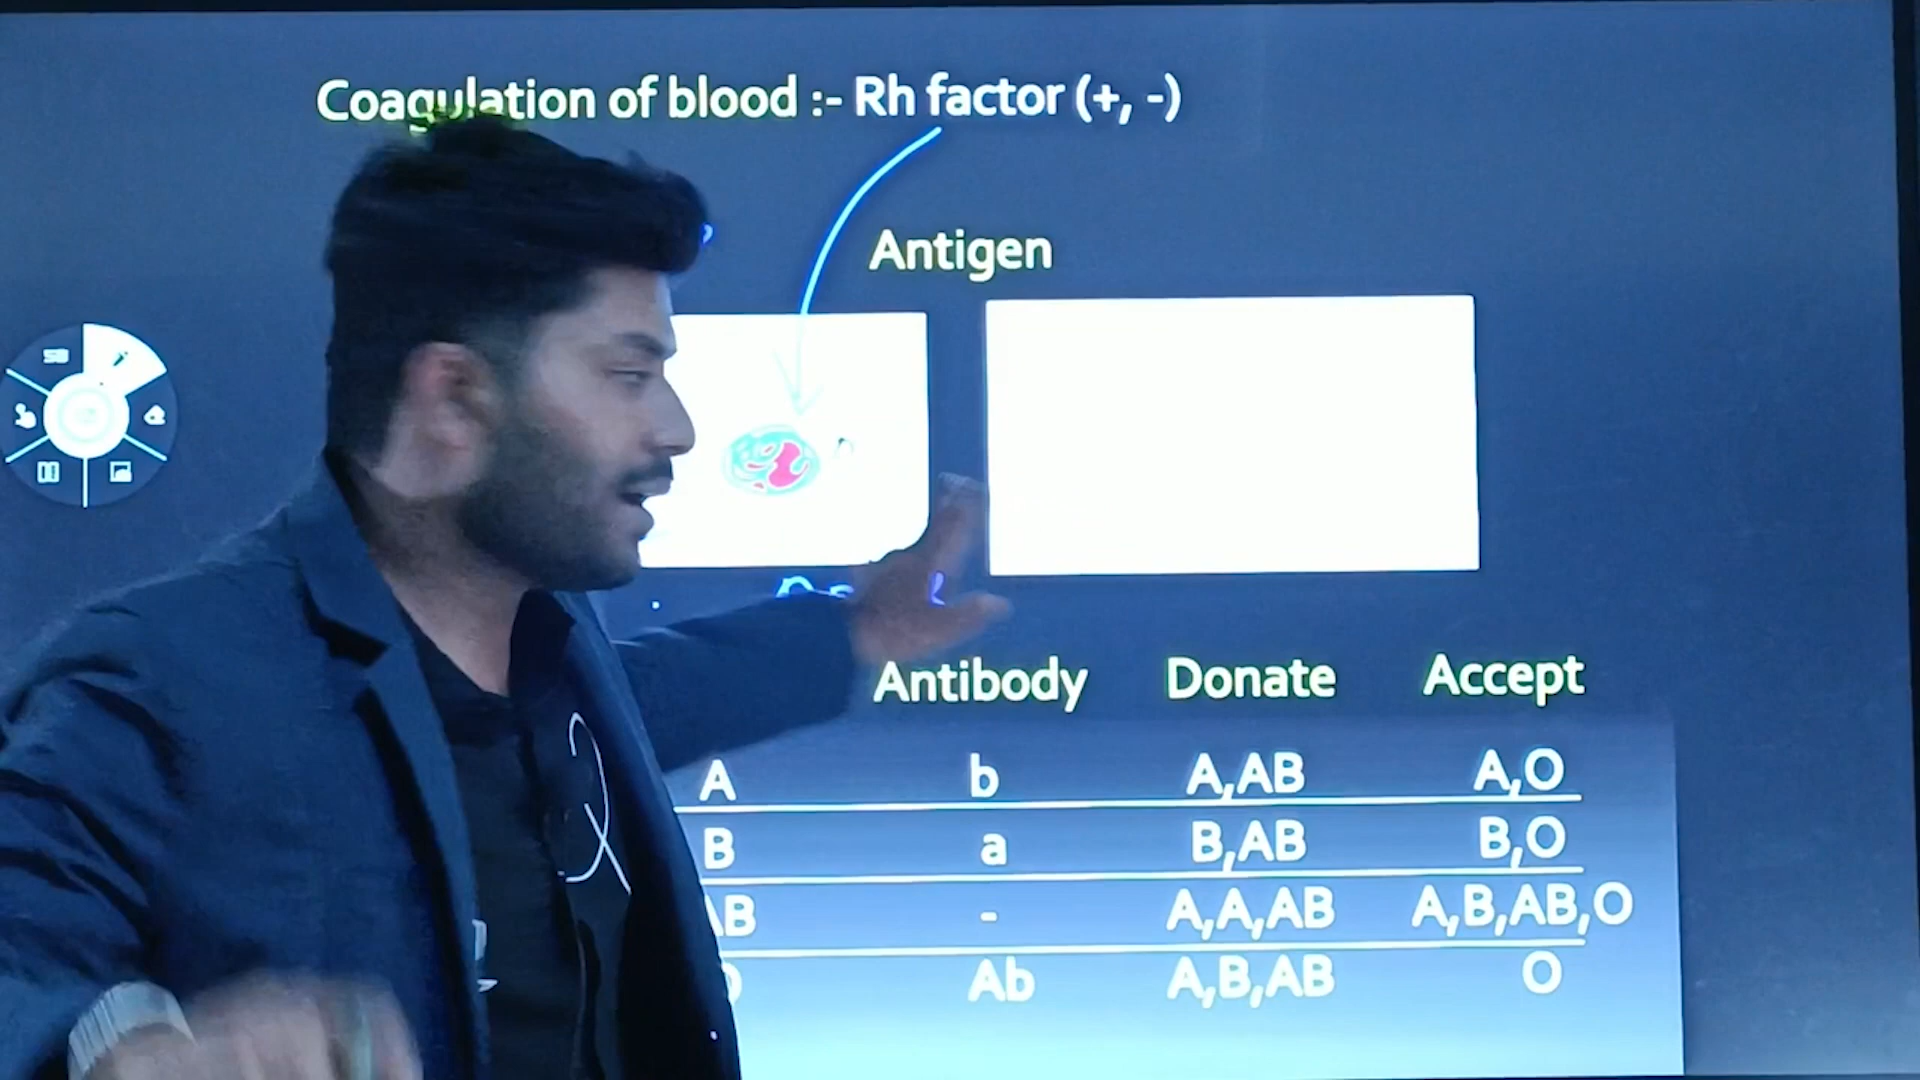 Coagulation of blood :- Rh factor (+, -)
Antigen
Antibody Donate Accept
A b A,AB A,O
B a B,AB B,O
AB - A,A,AB A,B,AB,O
Ab A,B,AB O